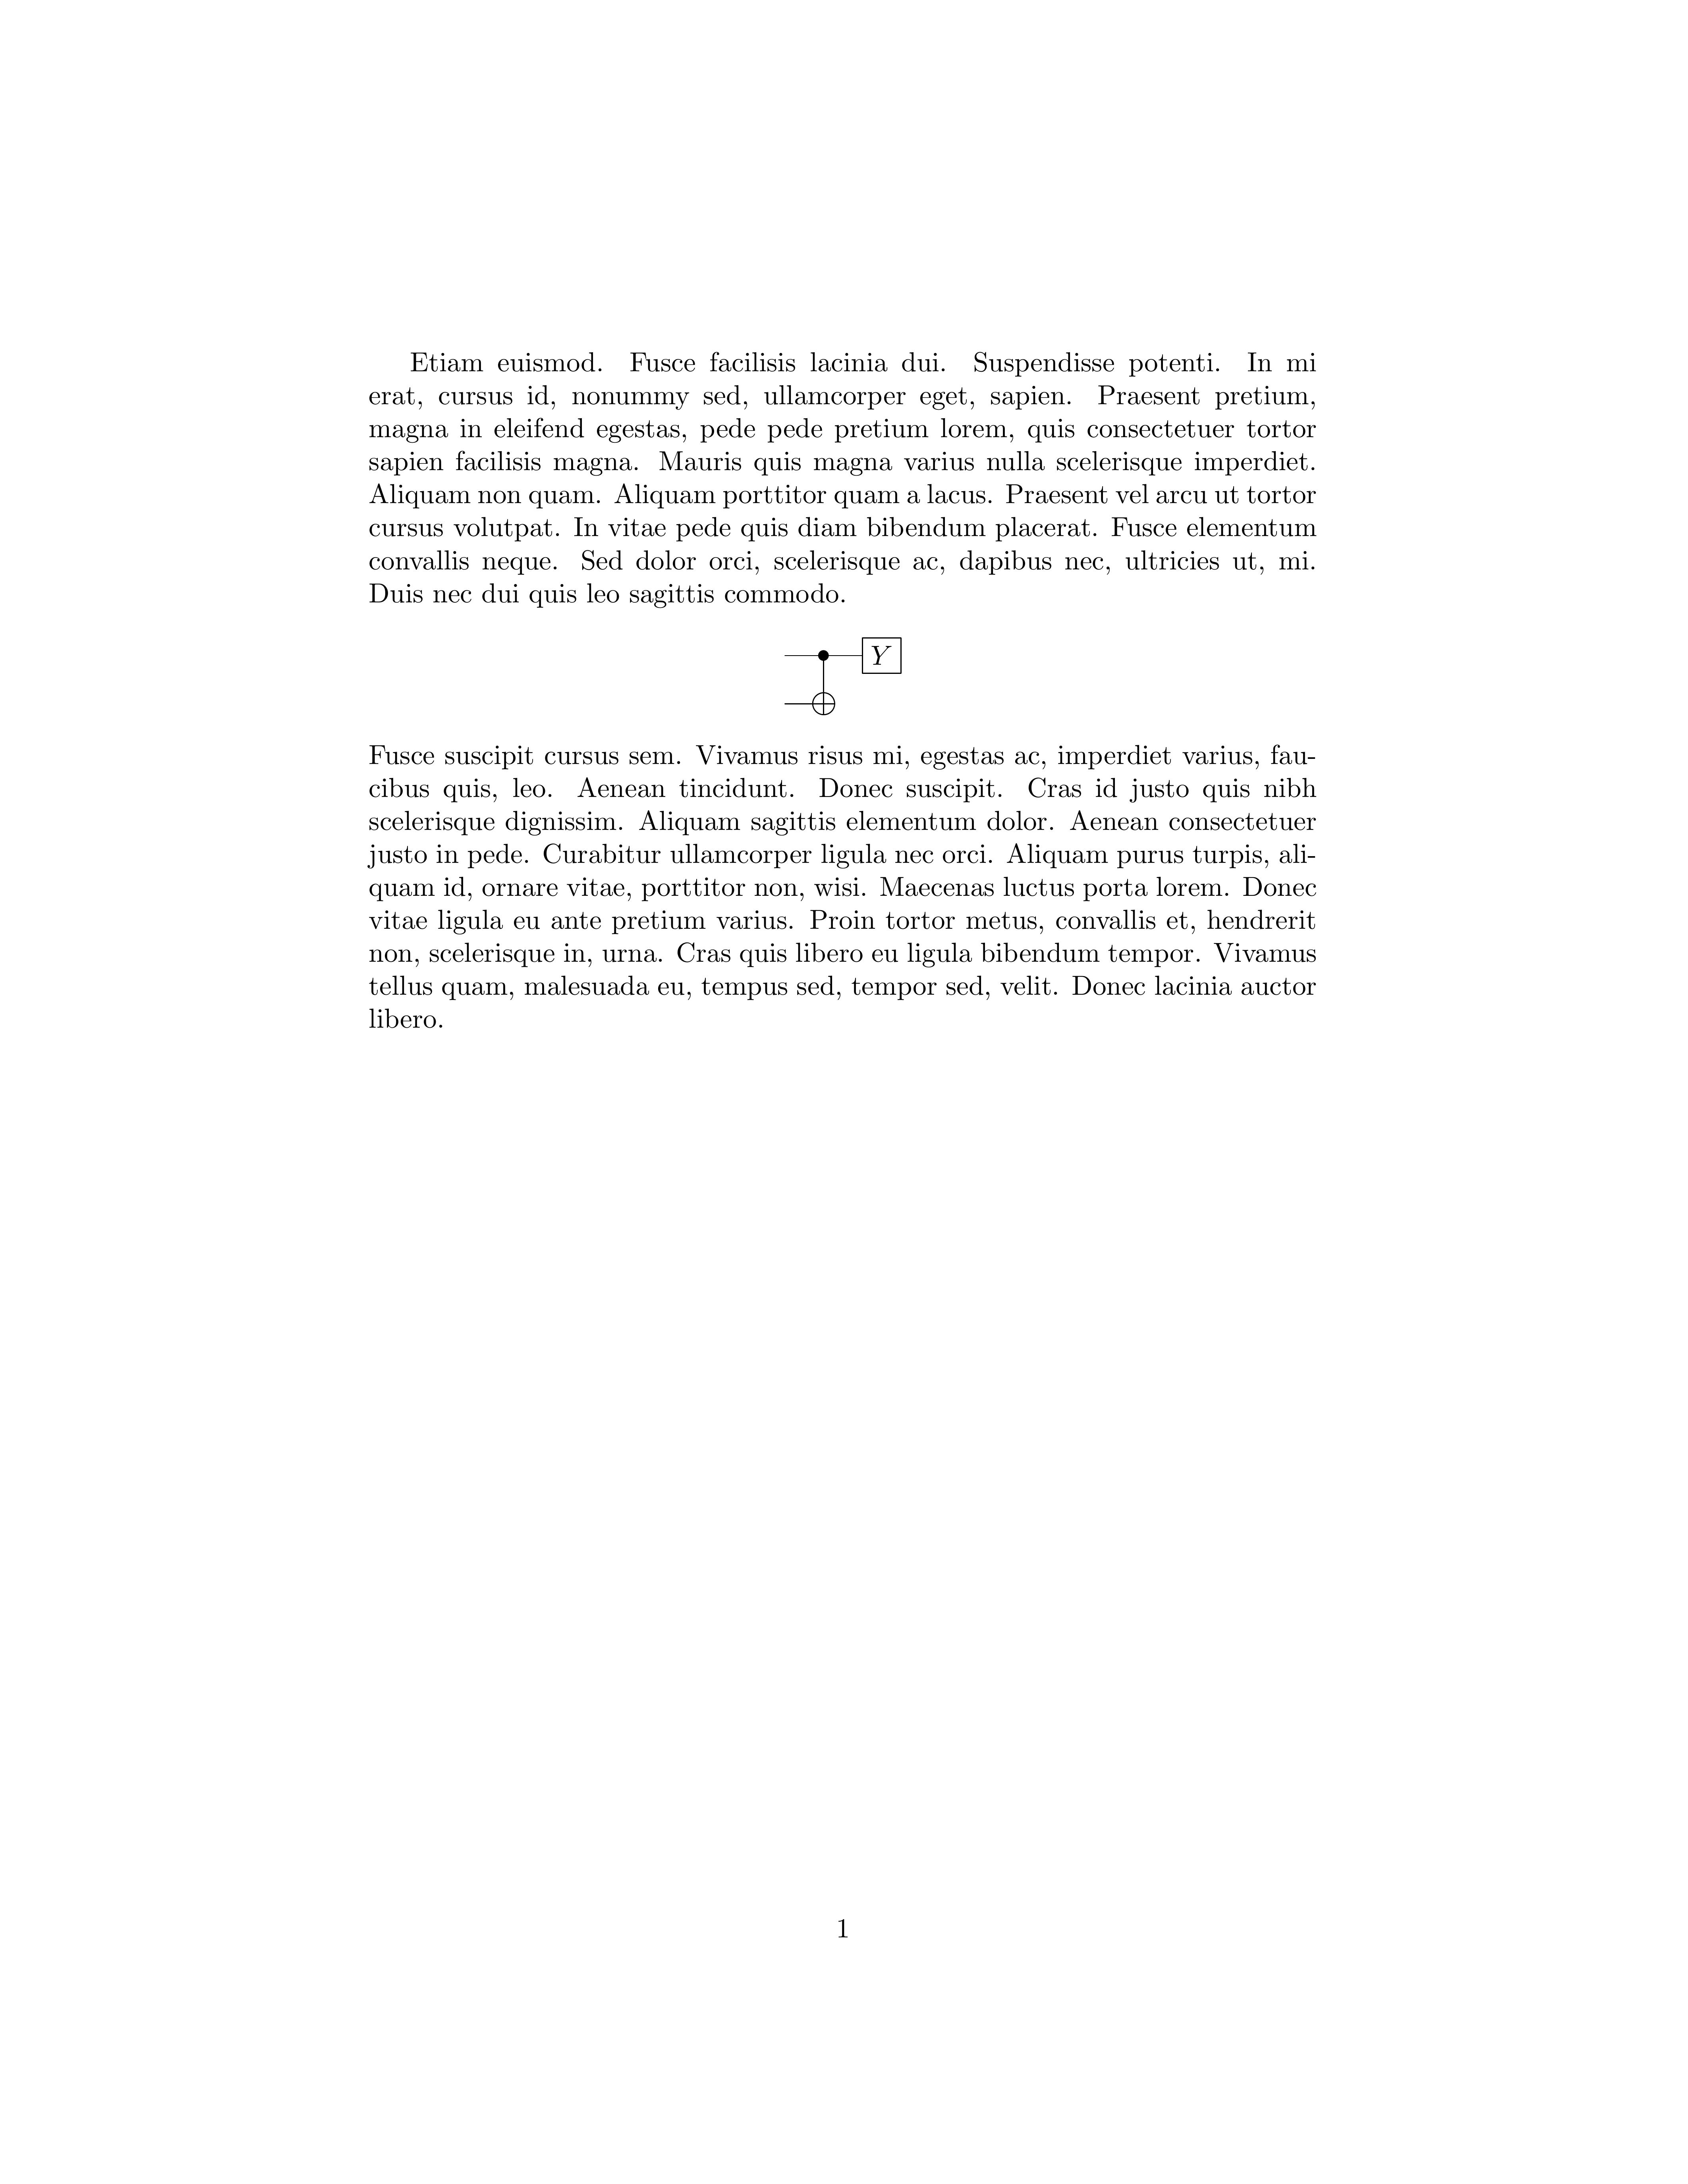 Etiam euismod. Fusce facilisis lacinia dui. Suspendisse potenti. In mi
erat, cursus id, nonummy sed, ullamcorper eget, sapien. Praesent pretium,
magna in eleifend egestas, pede pede pretium lorem, quis consectetuer tortor
sapien facilisis magna. Mauris quis magna varius nulla scelerisque imperdiet.
Aliquam non quam. Aliquam porttitor quam a lacus. Praesent vel arcu ut tortor
cursus volutpat. In vitae pede quis diam bibendum placerat. Fusce elementum
convallis neque. Sed dolor orci, scelerisque ac, dapibus nec, ultricies ut, mi.
Duis nec dui quis leo sagittis commodo.
Y
Fusce suscipit cursus sem. Vivamus risus mi, egestas ac, imperdiet varius, fau-
cibus quis, leo. Aenean tincidunt. Donec suscipit. Cras id justo quis nibh
scelerisque dignissim. Aliquam sagittis elementum dolor. Aenean consectetuer
justo in pede. Curabitur ullamcorper ligula nec orci. Aliquam purus turpis, ali-
quam id, ornare vitae, porttitor non, wisi. Maecenas luctus porta lorem. Donec
vitae ligula eu ante pretium varius. Proin tortor metus, convallis et, hendrerit
non, scelerisque in, urna. Cras quis libero eu ligula bibendum tempor. Vivamus
tellus quam, malesuada eu, tempus sed, tempor sed, velit. Donec lacinia auctor
libero.
1